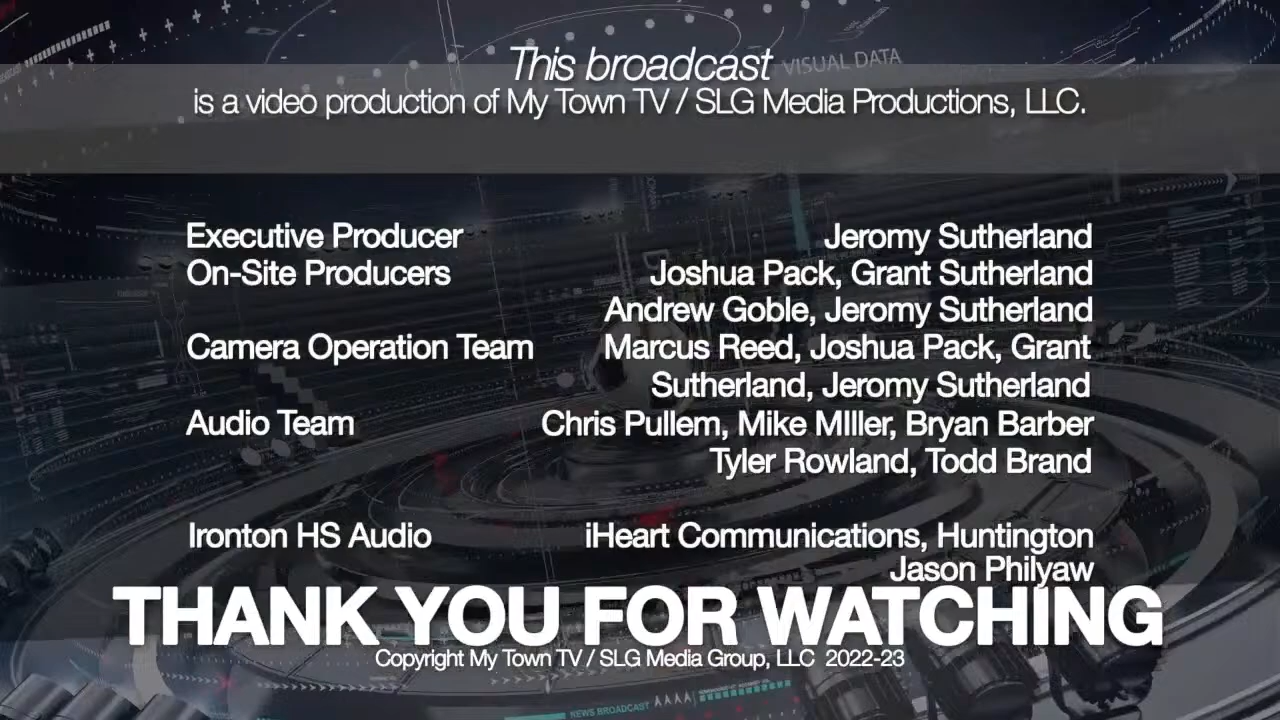 This broadcast
VISUAL DATA
is a video production of My Town TV / SLG Media Productions, LLC.
Executive Producer Jeromy Sutherland
On-Site Producers Joshua Pack, Grant Sutherland
Andrew Goble, Jeromy Sutherland
Camera Operation Team Marcus Reed, Joshua Pack, Grant
Sutherland, Jeromy Sutherland
Audio Team Chris Pullem, Mike MIller, Bryan Barber
Tyler Rowland, Todd Brand
Ironton HS Audio iHeart Communications, Huntington
Jason Philyaw
THANK YOU FOR WATCHING
Copyright My Town TV / SLG Media Group, LLC 2022-23
NEWS BROADCAST